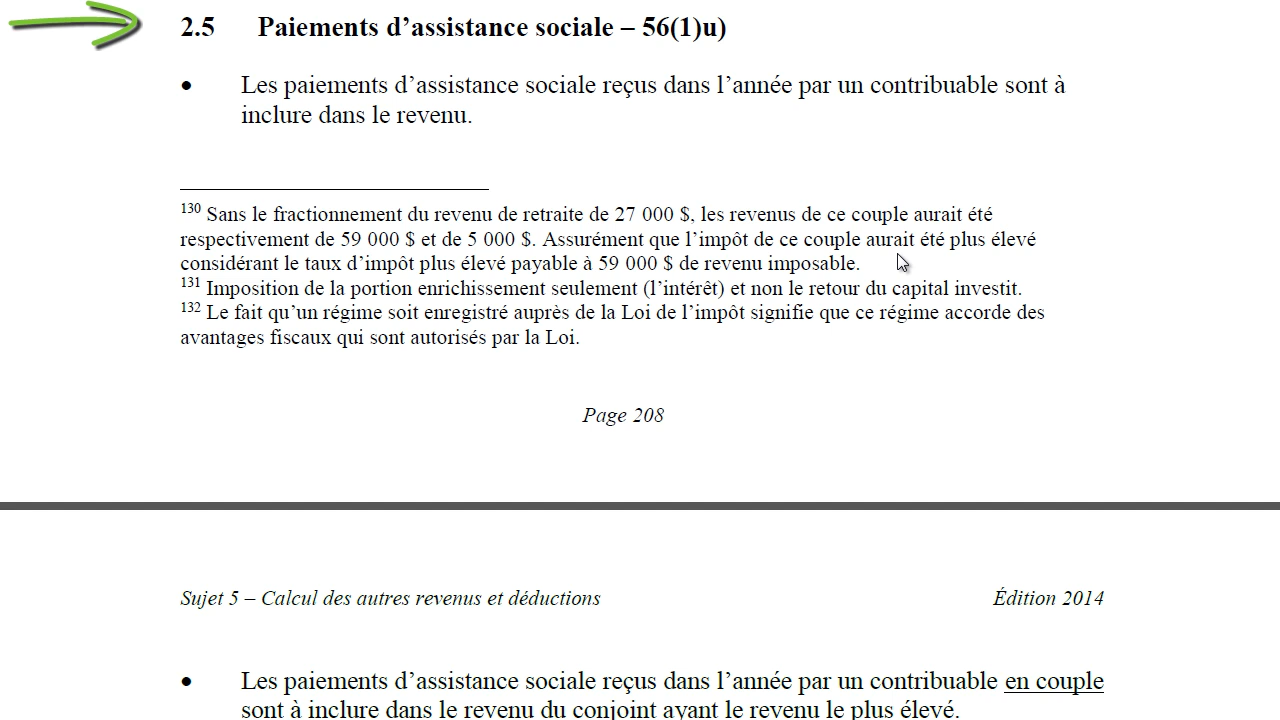 2.5 Paiements d’assistance sociale – 56(1)u)
• Les paiements d’assistance sociale reçus dans l’année par un contribuable sont à
inclure dans le revenu.
130 Sans le fractionnement du revenu de retraite de 27 000 $, les revenus de ce couple aurait été
respectivement de 59 000 $ et de 5 000 $. Assurément que l’impôt de ce couple aurait été plus élevé
considérant le taux d’impôt plus élevé payable à 59 000 $ de revenu imposable.
131 Imposition de la portion enrichissement seulement (l’intérêt) et non le retour du capital investit.
132 Le fait qu’un régime soit enregistré auprès de la Loi de l’impôt signifie que ce régime accorde des
avantages fiscaux qui sont autorisés par la Loi.
Page 208
Sujet 5 – Calcul des autres revenus et déductions Édition 2014
• Les paiements d’assistance sociale reçus dans l’année par un contribuable en couple
sont à inclure dans le revenu du conjoint ayant le revenu le plus élevé.